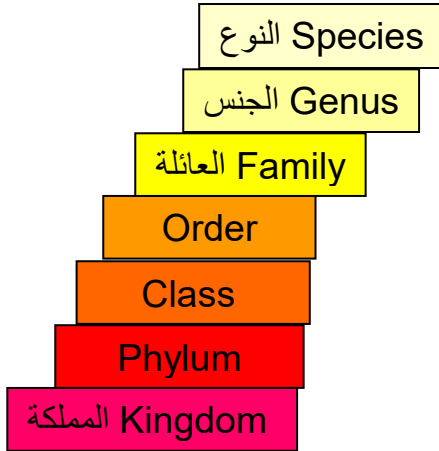 النوع Species
الجنس Genus
العائلة Family
Order
Class
Phylum
المملكة Kingdom